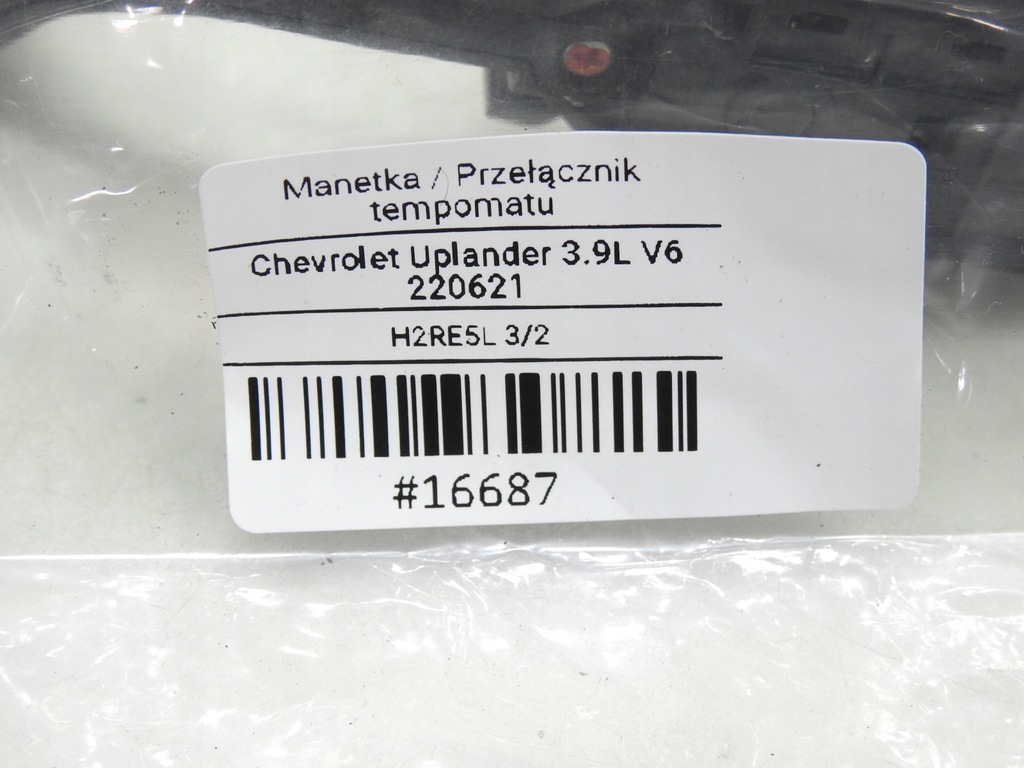 Manetka / Przełącznik
tempomatu
Chevrolet Uplander 3.9L V6
220621
H2RE5L 3/2
#16687